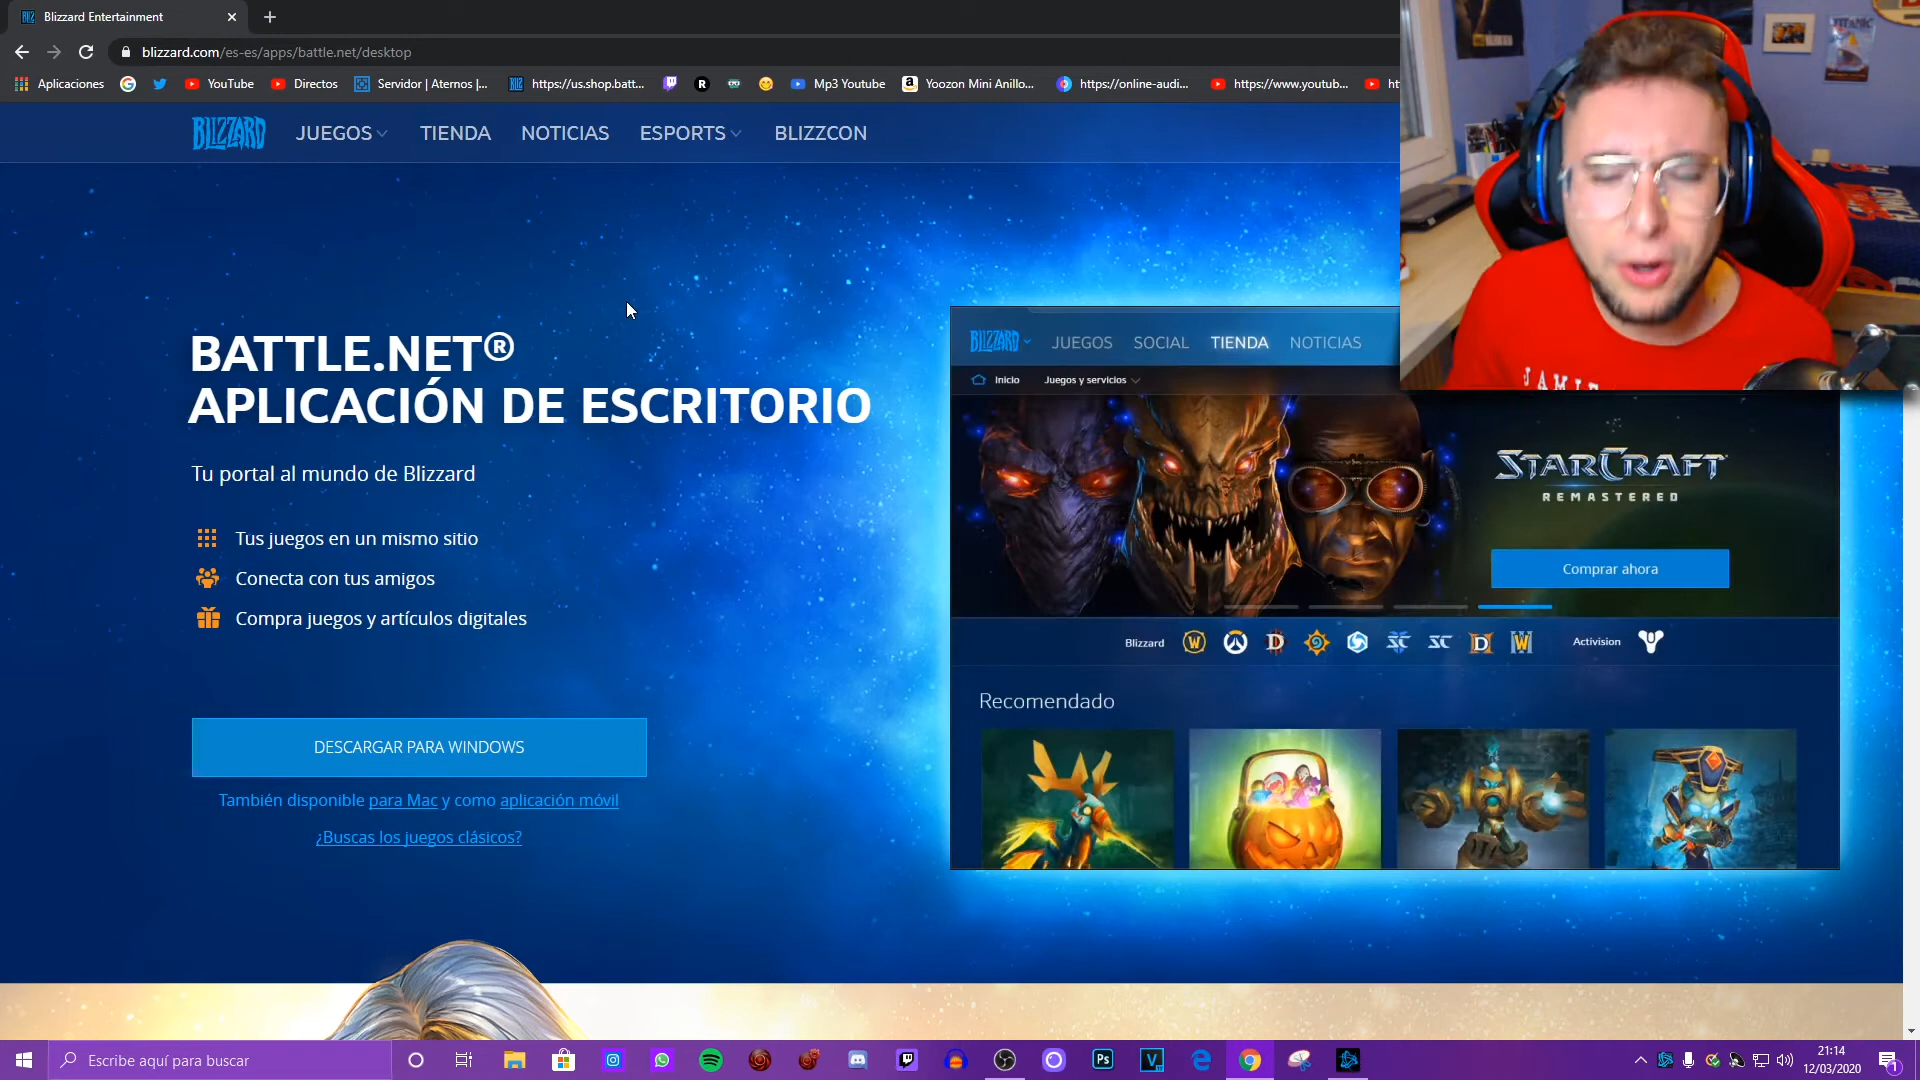 Blizzard Entertainment
blizzard.com/es-es/apps/battle.net/desktop
Aplicaciones
YouTube
Directos
Servidor | Aternos |...
https://us.shop.batt...
Mp3 Youtube
Yoozon Mini Anillo...
https://online-audi...
https://www.youtub...
BLIZZARD
JUEGOS
TIENDA
NOTICIAS
ESPORTS
BLIZZCON
TITANIC
JAMIE
BATTLE.NET®
APLICACIÓN DE ESCRITORIO
Tu portal al mundo de Blizzard
Tus juegos en un mismo sitio
Conecta con tus amigos
Compra juegos y artículos digitales
DESCARGAR PARA WINDOWS
También disponible para Mac y como aplicación móvil
¿Buscas los juegos clásicos?
BLIZZARD
JUEGOS
SOCIAL
TIENDA
NOTICIAS
Inicio
Juegos y servicios
STARCRAFT
REMASTERED
Comprar ahora
Blizzard
Activision
Recomendado
Escribe aquí para buscar
21:14
12/03/2020